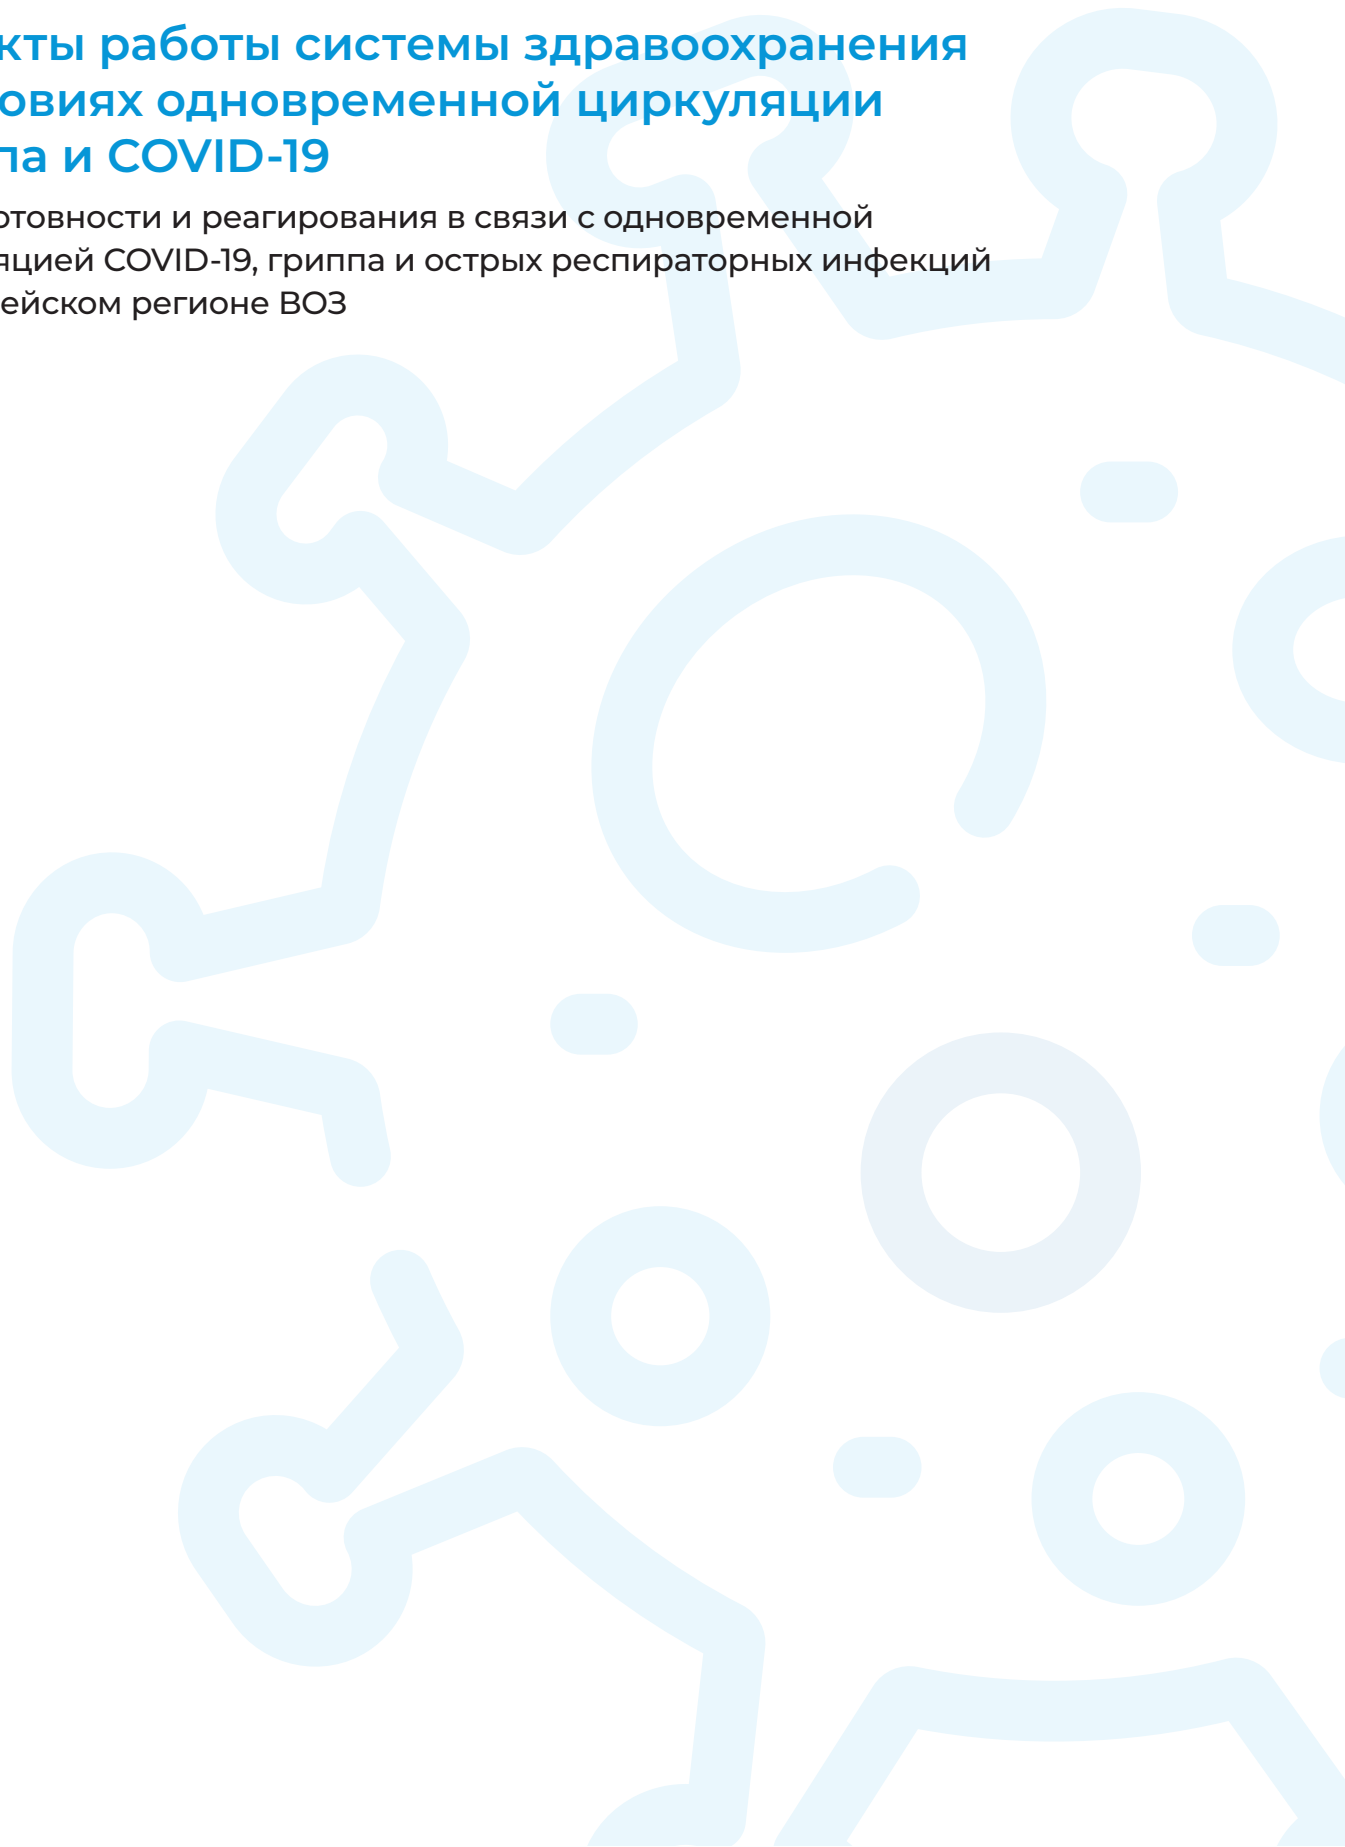 кты работы системы здравоохранения
овиях одновременной циркуляции
па и COVID-19
отовности и реагирования в связи с одновременной
яцией COVID-19, гриппа и острых респираторных инфекций
ейском регионе ВОЗ